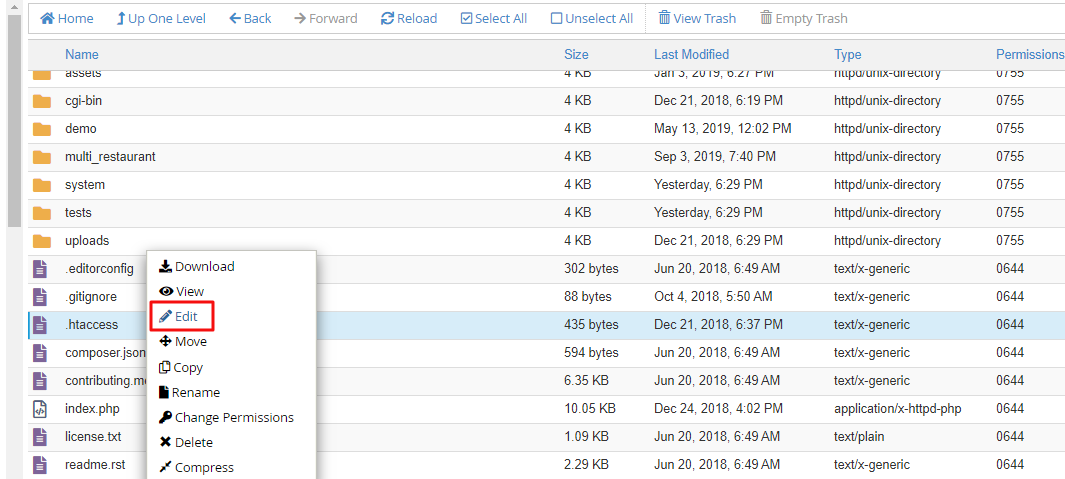 Home Up One Level Back Forward Reload Select All Unselect All View Trash Empty Trash
Name Size Last Modified Type Permissions
assets 4 KB Jan 3, 2019, 6:27 PM httpd/unix-directory 0755
cgi-bin 4 KB Dec 21, 2018, 6:19 PM httpd/unix-directory 0755
demo 4 KB May 13, 2019, 12:02 PM httpd/unix-directory 0755
multi_restaurant 4 KB Sep 3, 2019, 7:40 PM httpd/unix-directory 0755
system 4 KB Yesterday, 6:29 PM httpd/unix-directory 0755
tests 4 KB Yesterday, 6:29 PM httpd/unix-directory 0755
uploads 4 KB Dec 21, 2018, 6:29 PM httpd/unix-directory 0755
.editorconfig 302 bytes Jun 20, 2018, 6:49 AM text/x-generic 0644
.gitignore 88 bytes Oct 4, 2018, 5:50 AM text/x-generic 0644
.htaccess 435 bytes Dec 21, 2018, 6:37 PM text/x-generic 0644
composer.json 594 bytes Jun 20, 2018, 6:49 AM text/x-generic 0644
contributing.m 6.35 KB Jun 20, 2018, 6:49 AM text/x-generic 0644
index.php 10.05 KB Dec 24, 2018, 4:02 PM application/x-httpd-php 0644
license.txt 1.09 KB Jun 20, 2018, 6:49 AM text/plain 0644
readme.rst 2.29 KB Jun 20, 2018, 6:49 AM text/x-generic 0644
Download
View
Edit
Move
Copy
Rename
Change Permissions
Delete
Compress